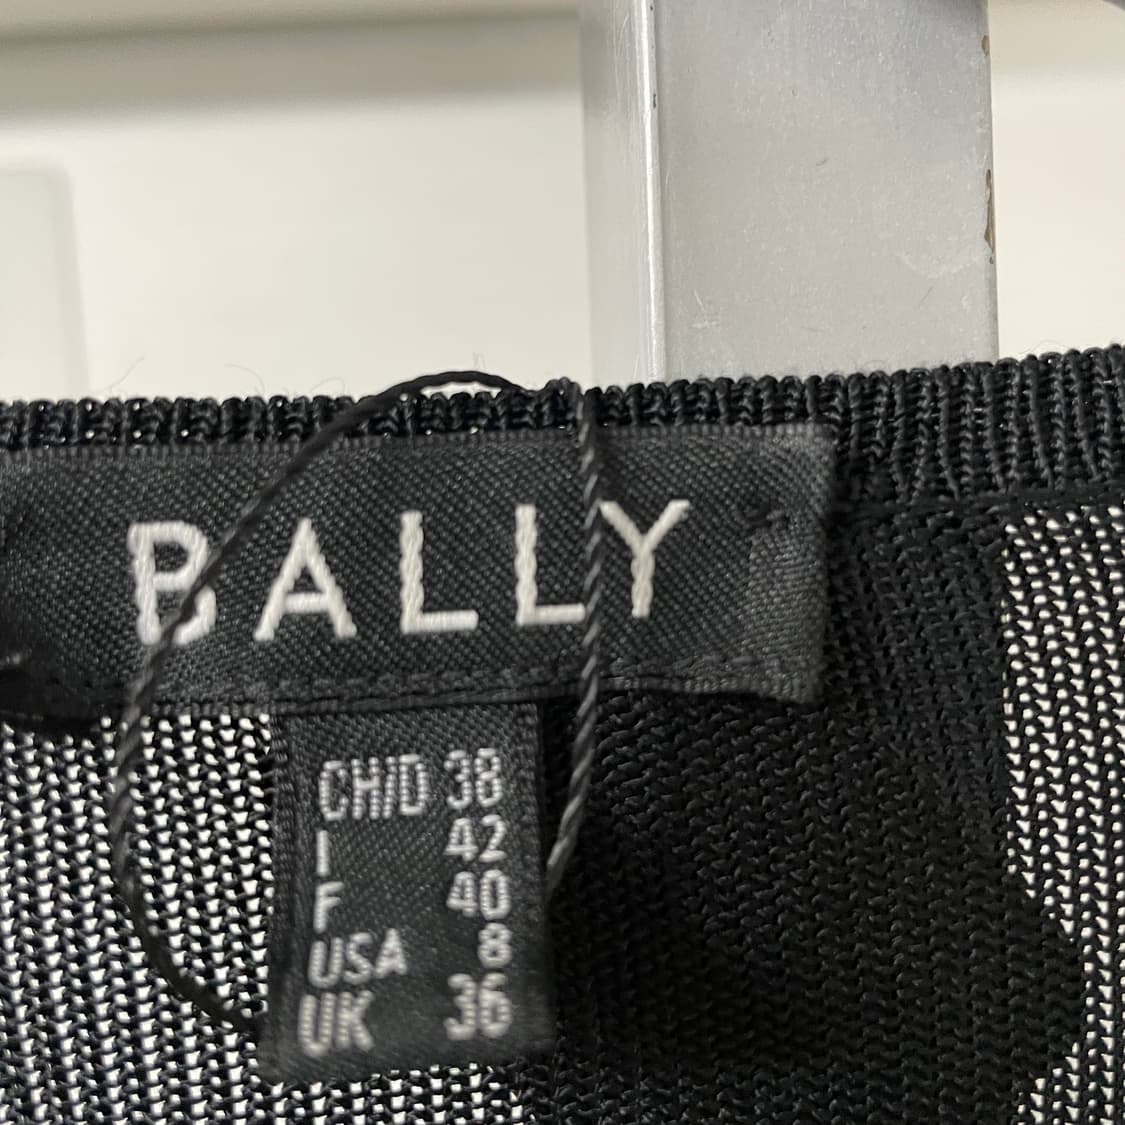 BALLY
CH/D 38
I 42
F 40
USA 8
UK 36